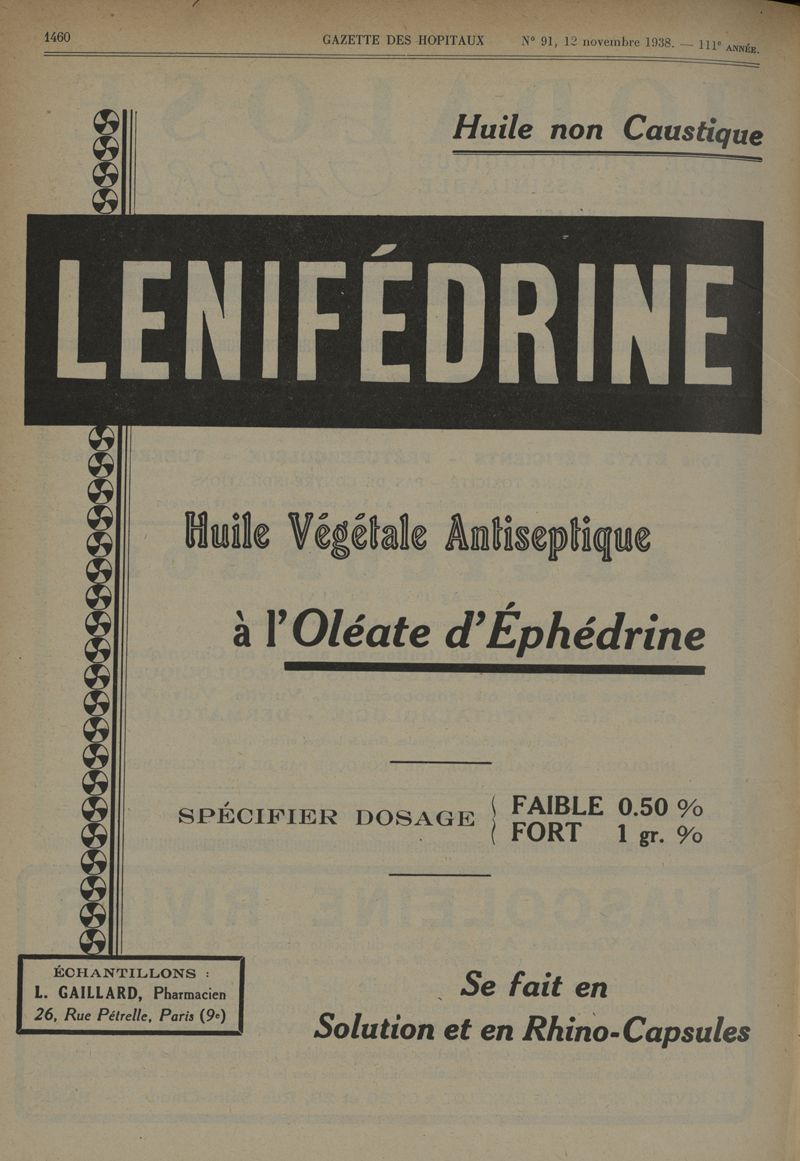 1460 GAZETTE DES HOPITAUX N° 91, 12 novembre 1938. — 111e ANNÉE.
Huile non Caustique
LENIFÉDRINE
Huile Végétale Antiseptique
à l'Oléate d'Éphédrine
SPÉCIFIER DOSAGE { FAIBLE 0.50 %
FORT 1 gr. %
ÉCHANTILLONS :
L. GAILLARD, Pharmacien
26, Rue Pétrelle, Paris (9e)
Se fait en
Solution et en Rhino-Capsules